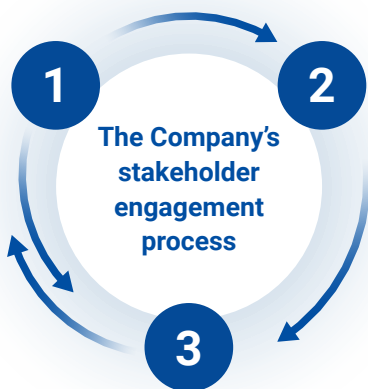 1
2
The Company’s
stakeholder
engagement
process
3